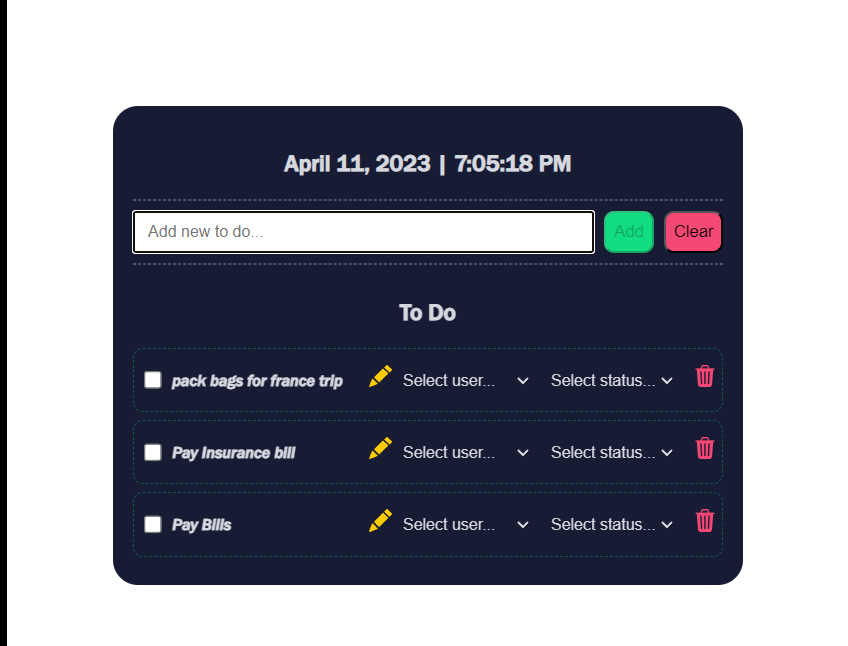 April 11, 2023 | 7:05:18 PM
Add new to do... Add Clear
To Do
pack bags for france trip Select user... Select status...
Pay Insurance bill Select user... Select status...
Pay Bills Select user... Select status...